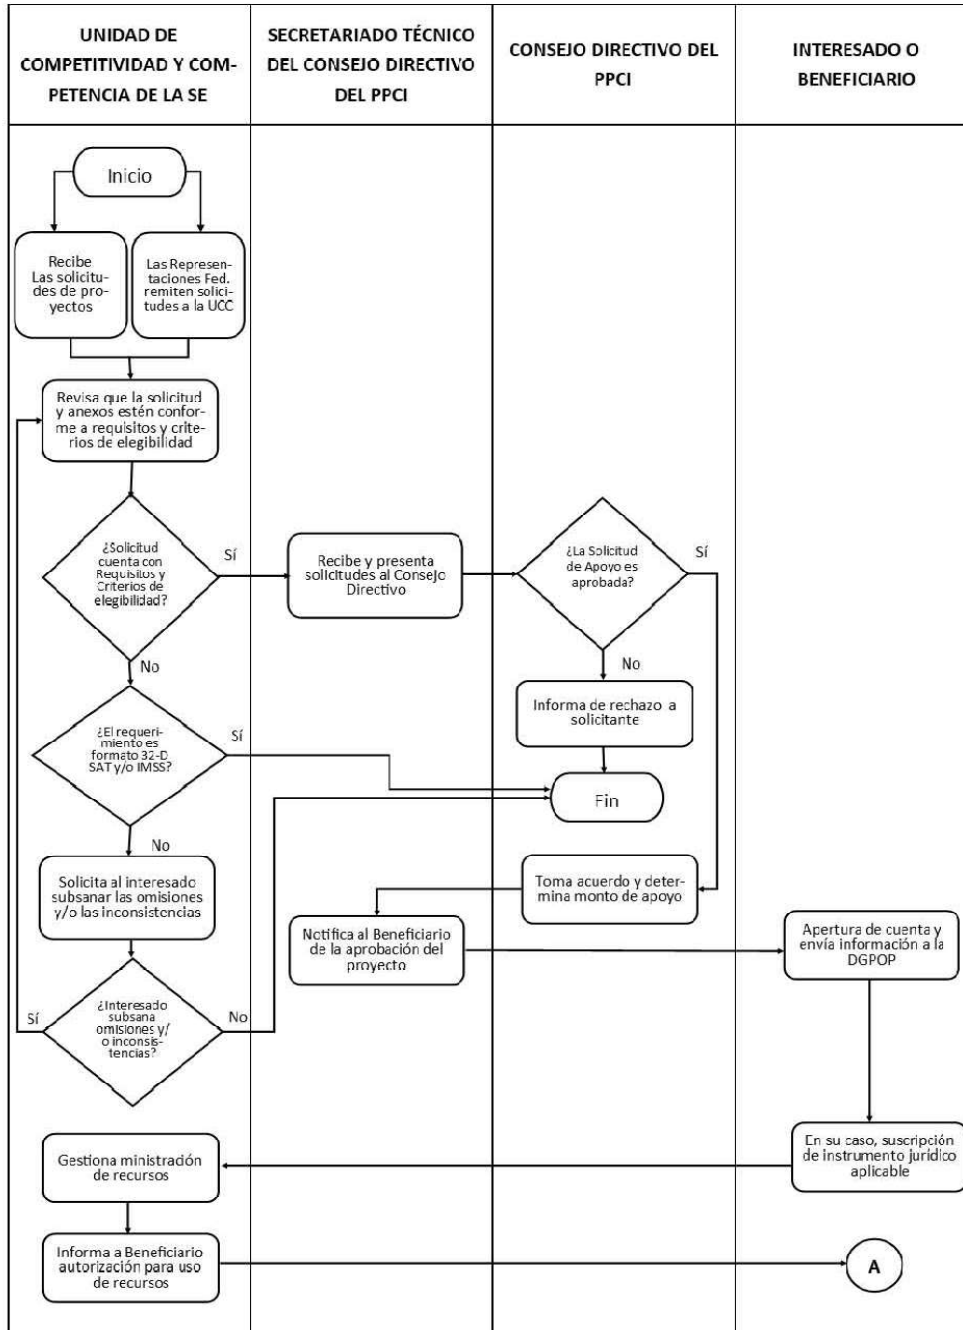 UNIDAD DE
COMPETITIVIDAD Y COM-
PETENCIA DE LA SE
SECRETARIADO TÉCNICO
DEL CONSEJO DIRECTIVO
DEL PPCI
CONSEJO DIRECTIVO DEL
PPCI
INTERESADO O
BENEFICIARIO
Inicio
Recibe
Las solicitu-
des de pro-
yectos
Las Represen-
taciones Fed.
remiten solici-
tudes a la UCC
Revisa que la solicitud
y anexos estén confor-
me a requisitos y crite-
rios de elegibilidad
¿Solicitud
cuenta con
Requisitos y
Criterios de
elegibilidad?
Sí
No
Recibe y presenta
solicitudes al Consejo
Directivo
¿La Solicitud
de Apoyo es
aprobada?
Sí
No
Informa de rechazo a
solicitante
Fin
¿El requeri-
miento es
formato 32-D
SAT y/o IMSS?
Sí
No
Solicita al interesado
subsanar las omisiones
y/o las inconsistencias
Toma acuerdo y deter-
mina monto de apoyo
Notifica al Beneficiario
de la aprobación del
proyecto
Apertura de cuenta y
envía información a la
DGPOP
¿Interesado
subsana
omisiones y/
o inconsis-
tencias?
Sí
No
En su caso, suscripción
de instrumento jurídico
aplicable
Gestiona ministración
de recursos
Informa a Beneficiario
autorización para uso
de recursos
A